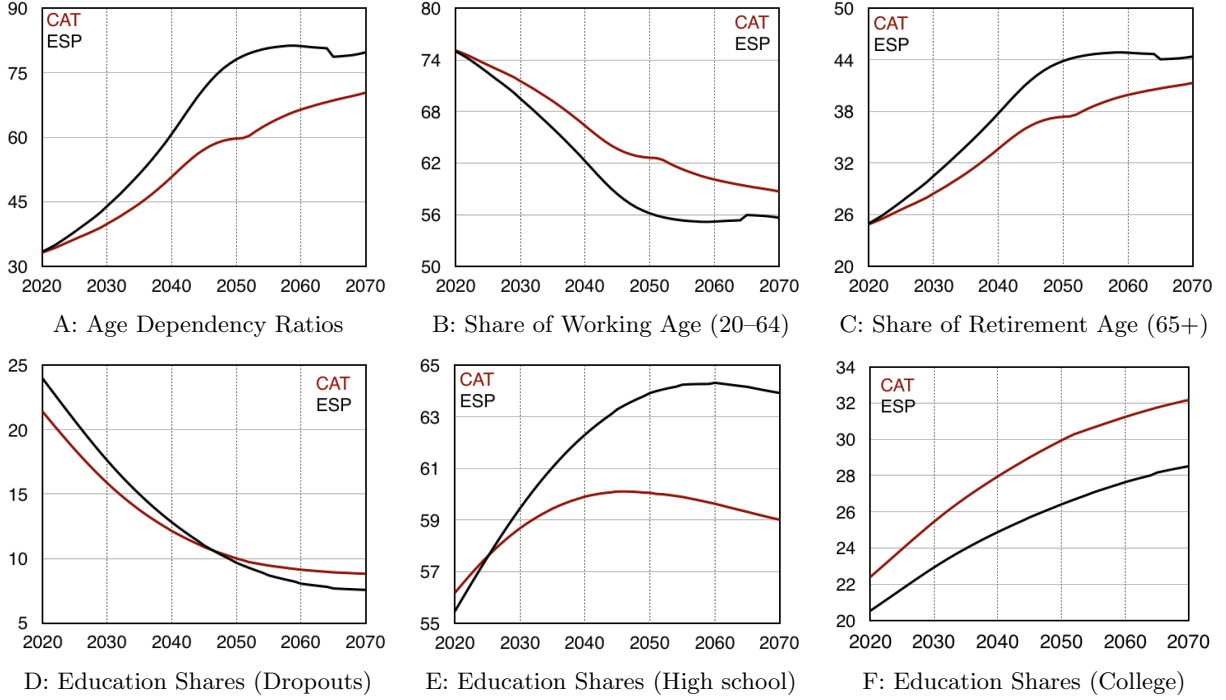 90
75
60
45
30
CAT
ESP
2020 2030 2040 2050 2060 2070
A: Age Dependency Ratios
80
74
68
62
56
50
CAT
ESP
2020 2030 2040 2050 2060 2070
B: Share of Working Age (20–64)
50
44
38
32
26
20
CAT
ESP
2020 2030 2040 2050 2060 2070
C: Share of Retirement Age (65+)
25
20
15
10
5
CAT
ESP
2020 2030 2040 2050 2060 2070
D: Education Shares (Dropouts)
65
63
61
59
57
55
CAT
ESP
2020 2030 2040 2050 2060 2070
E: Education Shares (High school)
34
32
30
28
26
24
22
20
CAT
ESP
2020 2030 2040 2050 2060 2070
F: Education Shares (College)